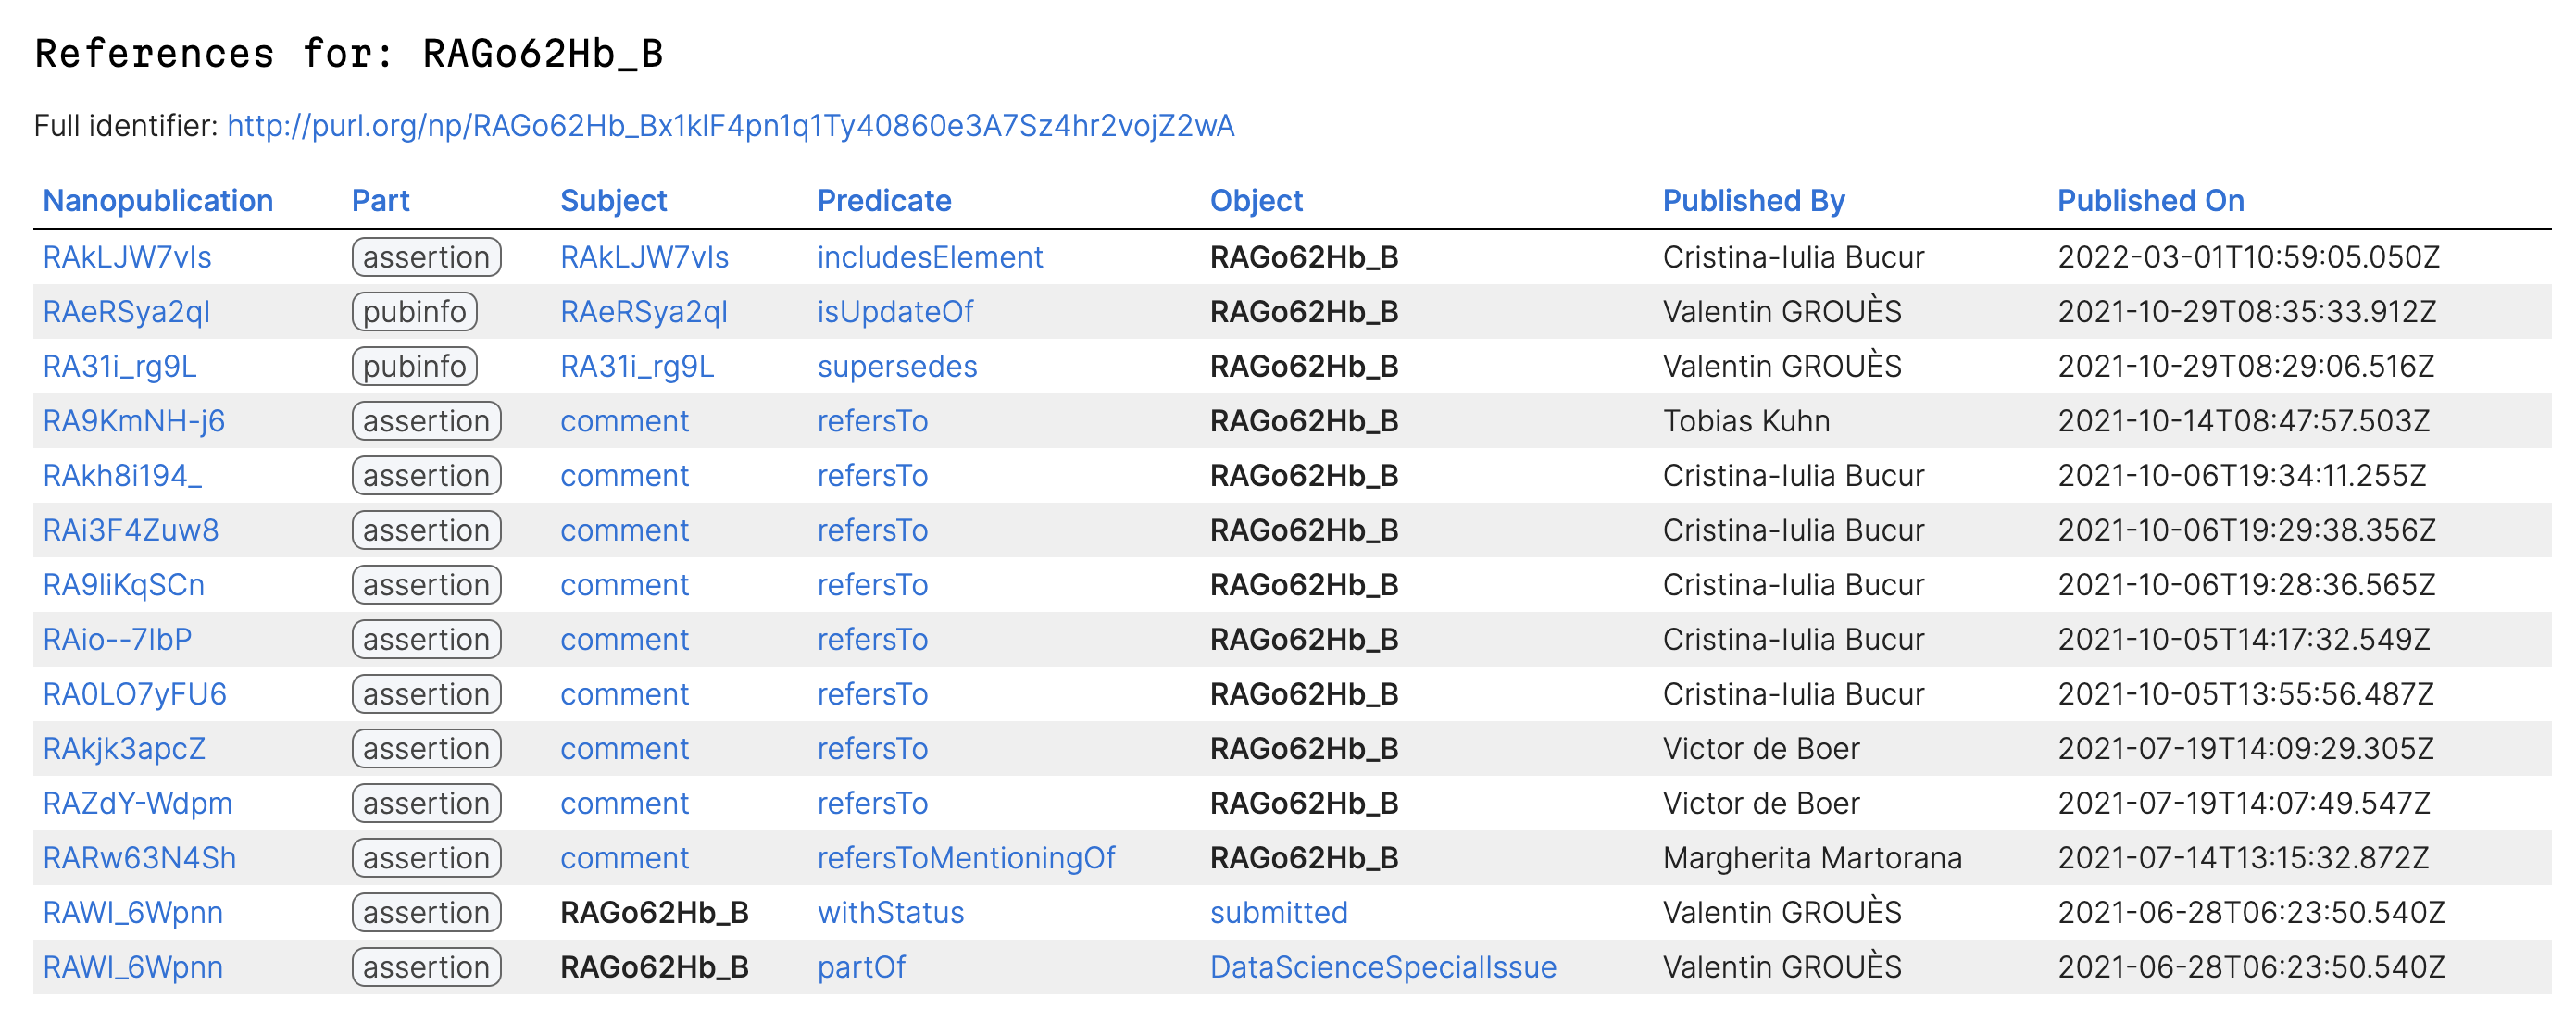 References for: RAGo62Hb_B
Full identifier: http://purl.org/np/RAGo62Hb_Bx1klF4pn1q1Ty40860e3A7Sz4hr2vojZ2wA
Nanopublication Part Subject Predicate Object Published By Published On
RAkLJW7vls assertion RAkLJW7vls includesElement RAGo62Hb_B Cristina-Iulia Bucur 2022-03-01T10:59:05.050Z
RAeRSya2ql pubinfo RAeRSya2ql isUpdateOf RAGo62Hb_B Valentin GROUÈS 2021-10-29T08:35:33.912Z
RA31i_rg9L pubinfo RA31i_rg9L supersedes RAGo62Hb_B Valentin GROUÈS 2021-10-29T08:29:06.516Z
RA9KmNH-j6 assertion comment refersTo RAGo62Hb_B Tobias Kuhn 2021-10-14T08:47:57.503Z
RAkh8i194_ assertion comment refersTo RAGo62Hb_B Cristina-Iulia Bucur 2021-10-06T19:34:11.255Z
RAi3F4Zuw8 assertion comment refersTo RAGo62Hb_B Cristina-Iulia Bucur 2021-10-06T19:29:38.356Z
RA9liKqSCn assertion comment refersTo RAGo62Hb_B Cristina-Iulia Bucur 2021-10-06T19:28:36.565Z
RAio--7lbP assertion comment refersTo RAGo62Hb_B Cristina-Iulia Bucur 2021-10-05T14:17:32.549Z
RA0LO7yFU6 assertion comment refersTo RAGo62Hb_B Cristina-Iulia Bucur 2021-10-05T13:55:56.487Z
RAkjk3apcZ assertion comment refersTo RAGo62Hb_B Victor de Boer 2021-07-19T14:09:29.305Z
RAZdY-Wdpm assertion comment refersTo RAGo62Hb_B Victor de Boer 2021-07-19T14:07:49.547Z
RARw63N4Sh assertion comment refersToMentioningOf RAGo62Hb_B Margherita Martorana 2021-07-14T13:15:32.872Z
RAWl_6Wpnn assertion RAGo62Hb_B withStatus submitted Valentin GROUÈS 2021-06-28T06:23:50.540Z
RAWl_6Wpnn assertion RAGo62Hb_B partOf DataScienceSpecialIssue Valentin GROUÈS 2021-06-28T06:23:50.540Z